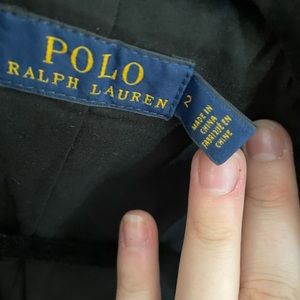 POLO
RALPH LAUREN
2
MADE IN
CHINA
FABRIQUÉ EN
CHINE